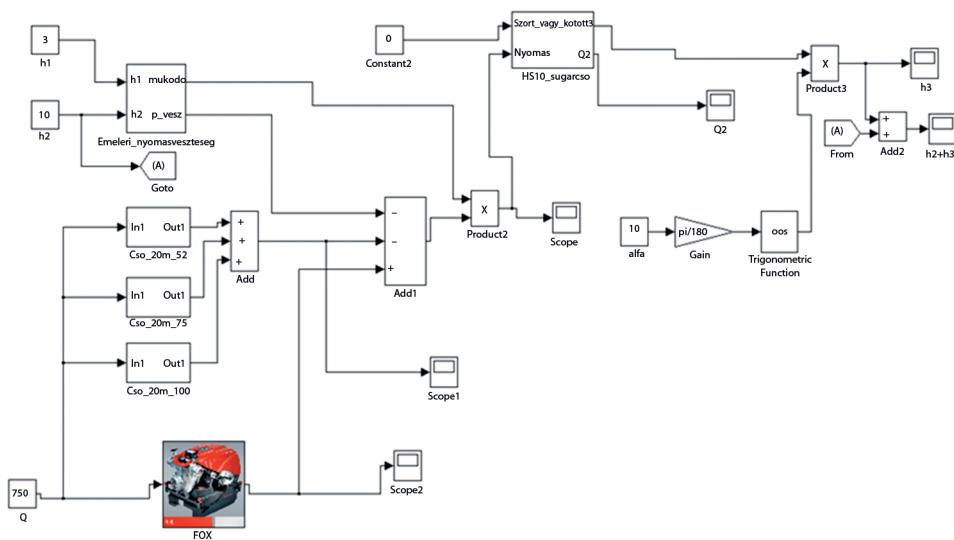 3
h1
10
h2
h1 mukodo
h2 p_vesz
Emeleri_nyomasveszteseg
(A)
Goto
0
Constant2
Szort_vagy_kotott3
Nyomas Q2
HS10_sugarcso
Q2
X
Product3
h3
(A)
From
+
+
Add2
h2+h3
In1 Out1
Cso_20m_52
In1 Out1
Cso_20m_75
In1 Out1
Cso_20m_100
+
+
+
Add
−
−
+
Add1
X
Product2
Scope
10
alfa
pi/180
Gain
oos
Trigonometric
Function
Scope1
750
Q
FOX
Scope2